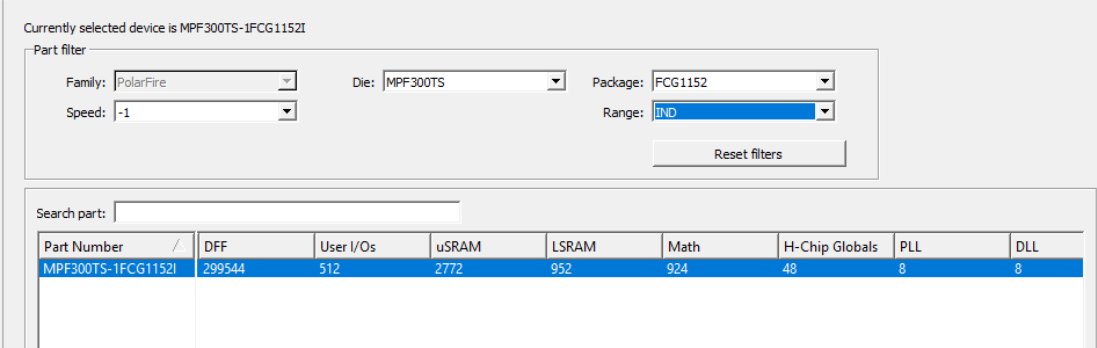 Currently selected device is MPF300TS-1FCG1152I
Part filter
Family: PolarFire Die: MPF300TS Package: FCG1152
Speed: -1 Range: IND
Reset filters
Search part:
Part Number DFF User I/Os uSRAM LSRAM Math H-Chip Globals PLL DLL
MPF300TS-1FCG1152I 299544 512 2772 952 924 48 8 8